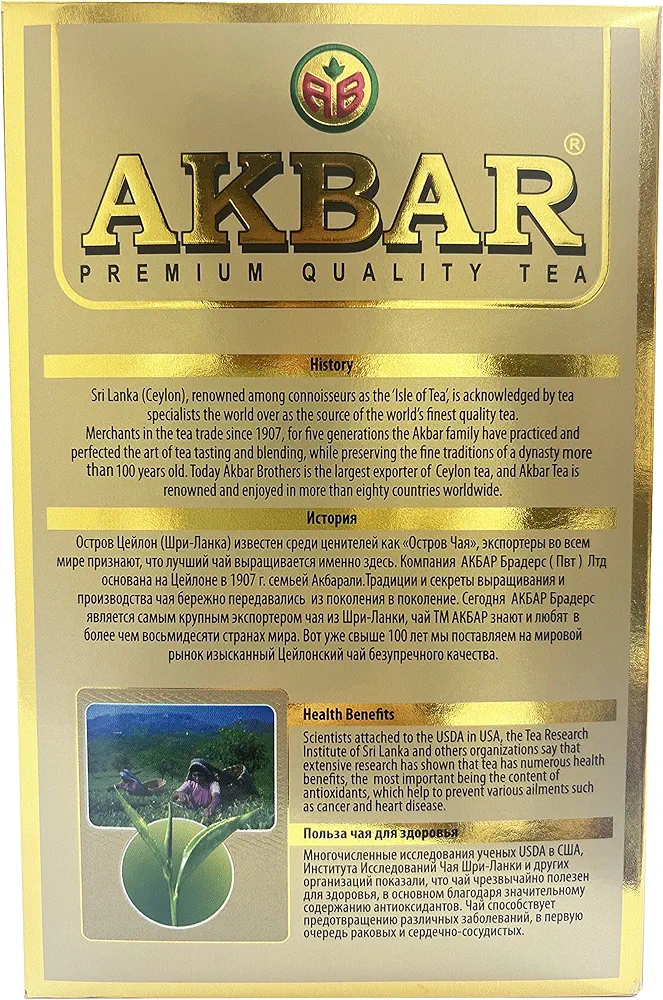 AB
AKBAR®
PREMIUM QUALITY TEA
History
Sri Lanka (Ceylon), renowned among connoisseurs as the 'Isle of Tea', is acknowledged by tea
specialists the world over as the source of the world's finest quality tea.
Merchants in the tea trade since 1907, for five generations the Akbar family have practiced and
perfected the art of tea tasting and blending, while preserving the fine traditions of a dynasty more
than 100 years old. Today Akbar Brothers is the largest exporter of Ceylon tea, and Akbar Tea is
renowned and enjoyed in more than eighty countries worldwide.
История
Остров Цейлон (Шри-Ланка) известен среди ценителей как «Остров Чая», экспортеры во всем
мире признают, что лучший чай выращивается именно здесь. Компания АКБАР Брадерс ( Пвт ) Лтд
основана на Цейлоне в 1907 г. семьей Акбарали.Традиции и секреты выращивания и
производства чая бережно передавались из поколения в поколение. Сегодня АКБАР Брадерс
является самым крупным экспортером чая из Шри-Ланки, чай ТМ АКБАР знают и любят в
более чем восьмидесяти странах мира. Вот уже свыше 100 лет мы поставляем на мировой
рынок изысканный Цейлонский чай безупречного качества.
Health Benefits
Scientists attached to the USDA in USA, the Tea Research
Institute of Sri Lanka and others organizations say that
extensive research has shown that tea has numerous health
benefits, the most important being the content of
antioxidants, which help to prevent various ailments such
as cancer and heart disease.
Польза чая для здоровья
Многочисленные исследования ученых USDA в США,
Института Исследований Чая Шри-Ланки и других
организаций показали, что чай чрезвычайно полезен
для здоровья, в основном благодаря значительному
содержанию антиоксидантов. Чай способствует
предотвращению различных заболеваний, в первую
очередь раковых и сердечно-сосудистых.